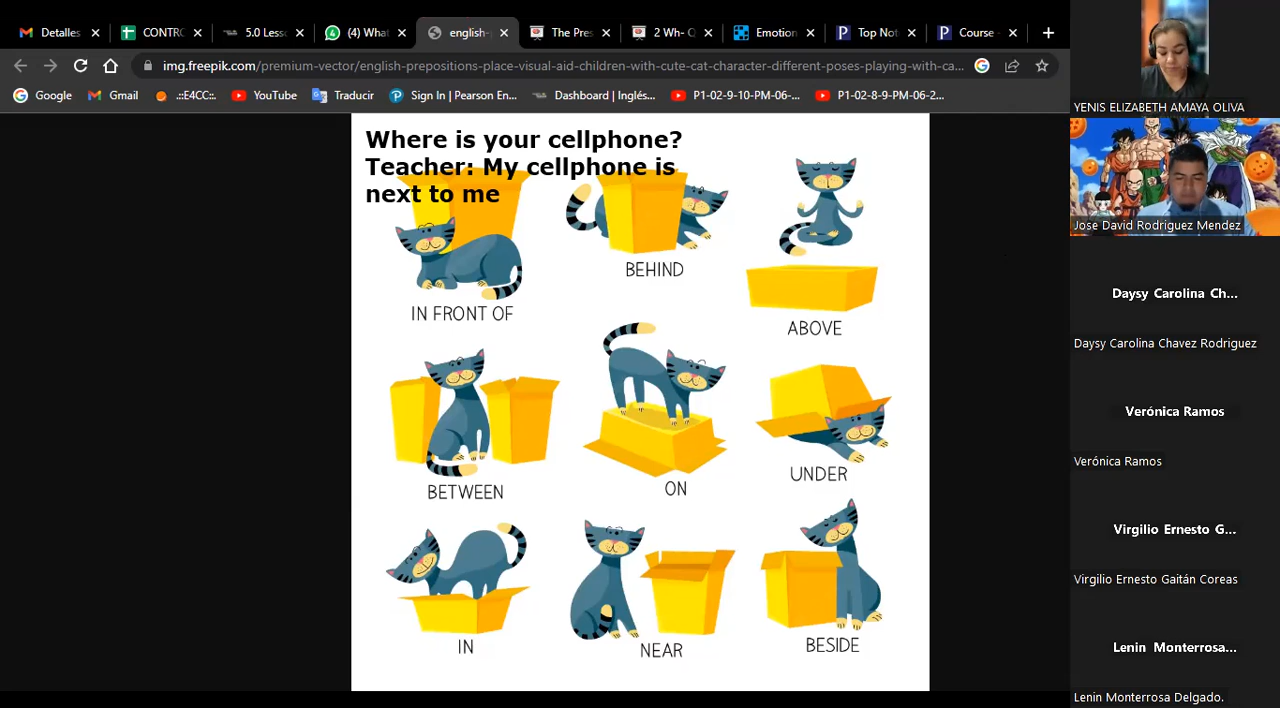 Detalles
CONTRC
5.0 Less
(4) What
english-
The Pres
2 Wh- Q
Emotion
Top Not
Course -
img.freepik.com/premium-vector/english-preposition-place-visual-aid-children-with-cute-cat-character-different-poses-playing-with-ca...
Google
Gmail
.::E4CC::.
YouTube
Traducir
Sign In | Pearson En...
Dashboard | Inglés...
P1-02-9-10-PM-06-...
P1-02-8-9-PM-06-2...
Where is your cellphone?
Teacher: My cellphone is
next to me
IN FRONT OF
BEHIND
ABOVE
BETWEEN
ON
UNDER
IN
NEAR
BESIDE
YENIS ELIZABETH AMAYA OLIVA
Jose David Rodriguez Mendez
Daysy Carolina Ch...
Daysy Carolina Chavez Rodriguez
Verónica Ramos
Verónica Ramos
Virgilio Ernesto G...
Virgilio Ernesto Gaitán Coreas
Lenin Monterrosa...
Lenin Monterrosa Delgado.